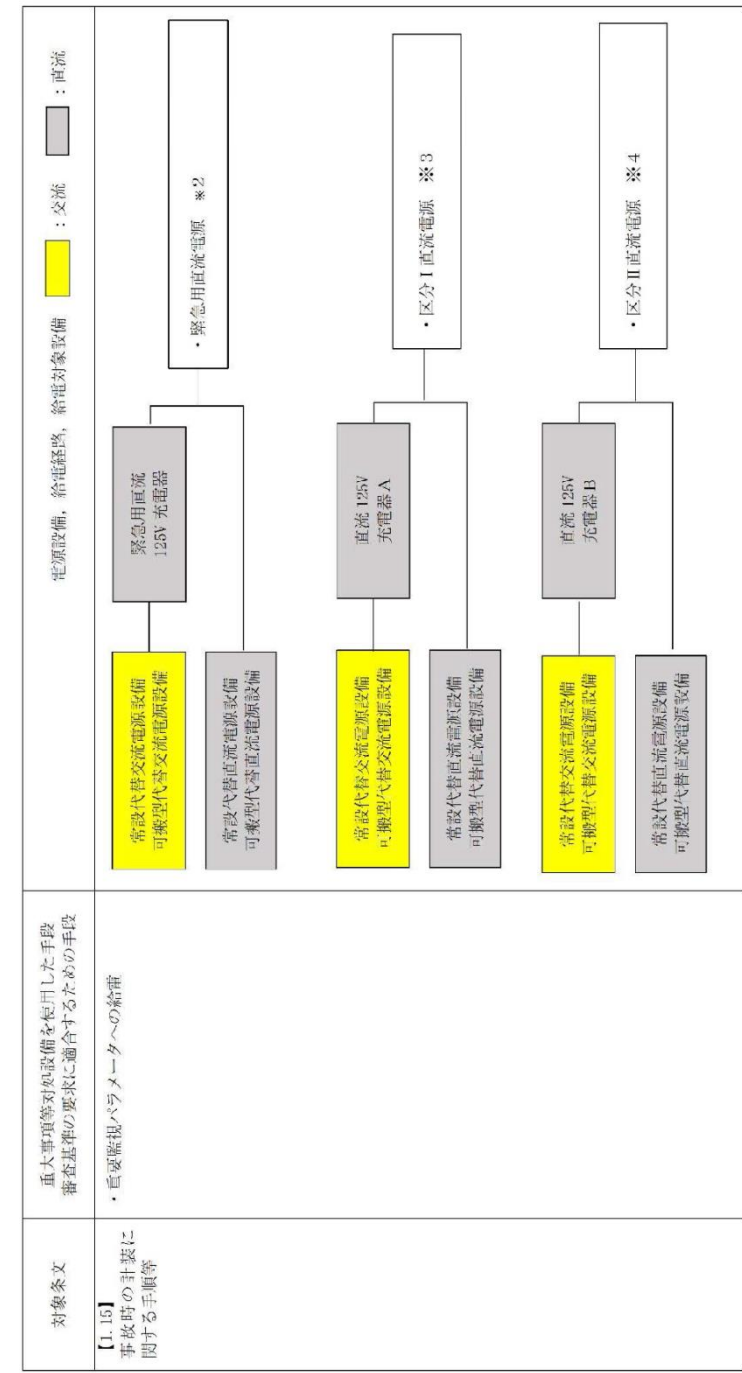 対象条文
重大事項等対処設備を使用した手段
審査基準の要求に適合するための手段
電源設備，給電経路，給電対象設備
：交流
：直流
【1.15】
事故時の計装に
関する手順等
・重要監視パラメータへの給電
常設代替交流電源設備
可搬型代替交流電源設備
緊急用直流
125V 充電器
・緊急用直流電源 ※2
常設代替直流電源設備
可搬型代替直流電源設備
常設代替交流電源設備
可搬型代替交流電源設備
直流 125V
充電器A
・区分Ⅰ直流電源 ※3
常設代替直流電源設備
可搬型代替直流電源設備
常設代替交流電源設備
可搬型代替交流電源設備
直流 125V
充電器B
・区分Ⅱ直流電源 ※4
常設代替直流電源設備
可搬型代替直流電源設備